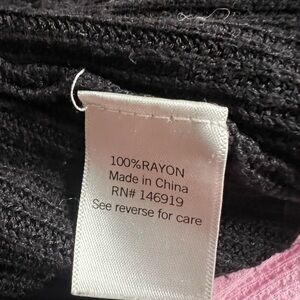 100%RAYON
Made in China
RN# 146919
See reverse for care